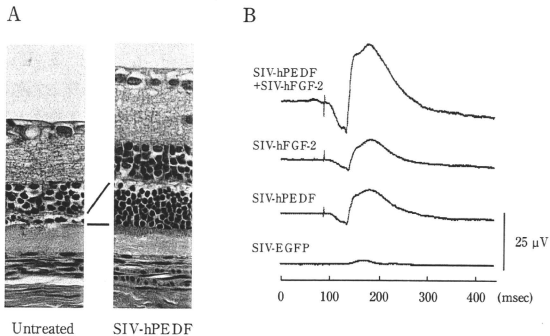 A
B
SIV-hPEDF
+SIV-hFGF-2
SIV-hFGF-2
SIV-hPEDF
SIV-EGFP
25 μV
0 100 200 300 400 (msec)
Untreated SIV-hPEDF